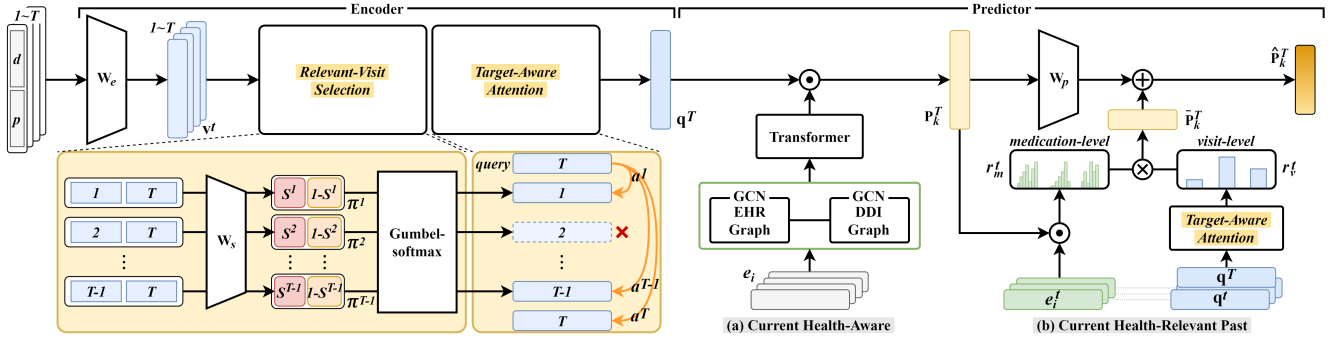 Encoder
Predictor
1~T
d
p
W_e
1~T
v^t
Relevant-Visit
Selection
Target-Aware
Attention
q^T
Transformer
GCN
EHR
Graph
GCN
DDI
Graph
e_i
(a) Current Health-Aware
P_k^T
W_p
P̂_k^T
P̄_k^T
medication-level
visit-level
r_m^t
r_v^t
Target-Aware
Attention
q^T
q^t
e_i^t
(b) Current Health-Relevant Past
1 T
2 T
⋮ ⋮
T-1 T
W_s
S^1 1-S^1
π^1
S^2 1-S^2
π^2
⋮ ⋮
S^{T-1} 1-S^{T-1}
π^{T-1}
Gumbel-
softmax
query
T
a^1
1
2
⋮
T-1
a^{T-1}
T
a^T